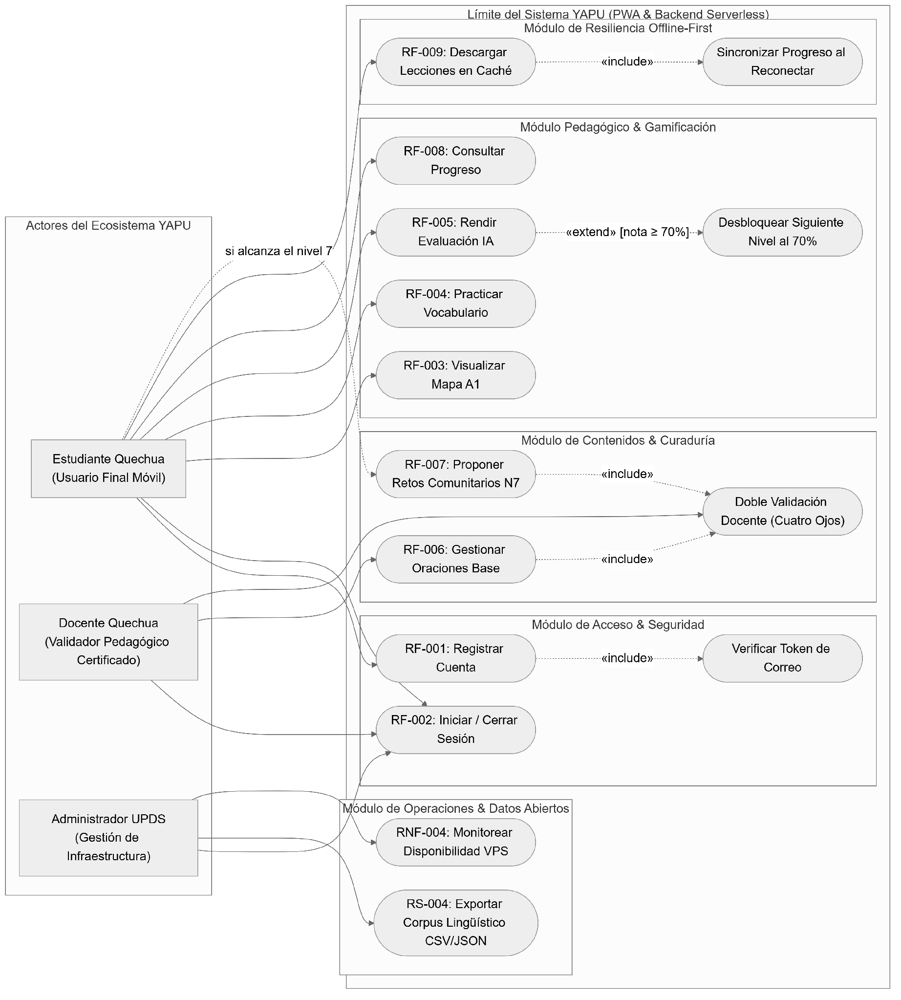 Límite del Sistema YAPU (PWA & Backend Serverless)
Módulo de Resiliencia Offline-First
RF-009: Descargar
Lecciones en Caché
«include»
Sincronizar Progreso al
Reconectar
Módulo Pedagógico & Gamificación
RF-008: Consultar
Progreso
RF-005: Rendir
Evaluación IA
«extend» [nota ≥ 70%]
Desbloquear Siguiente
Nivel al 70%
RF-004: Practicar
Vocabulario
RF-003: Visualizar
Mapa A1
Actores del Ecosistema YAPU
si alcanza el nivel 7
Estudiante Quechua
(Usuario Final Móvil)
Docente Quechua
(Validador Pedagógico
Certificado)
Administrador UPDS
(Gestión de
Infraestructura)
Módulo de Contenidos & Curaduría
RF-007: Proponer
Retos Comunitarios N7
«include»
Doble Validación
Docente (Cuatro Ojos)
RF-006: Gestionar
Oraciones Base
«include»
Módulo de Acceso & Seguridad
RF-001: Registrar
Cuenta
«include»
Verificar Token de
Correo
RF-002: Iniciar / Cerrar
Sesión
Módulo de Operaciones & Datos Abiertos
RNF-004: Monitorear
Disponibilidad VPS
RS-004: Exportar
Corpus Lingüístico
CSV/JSON